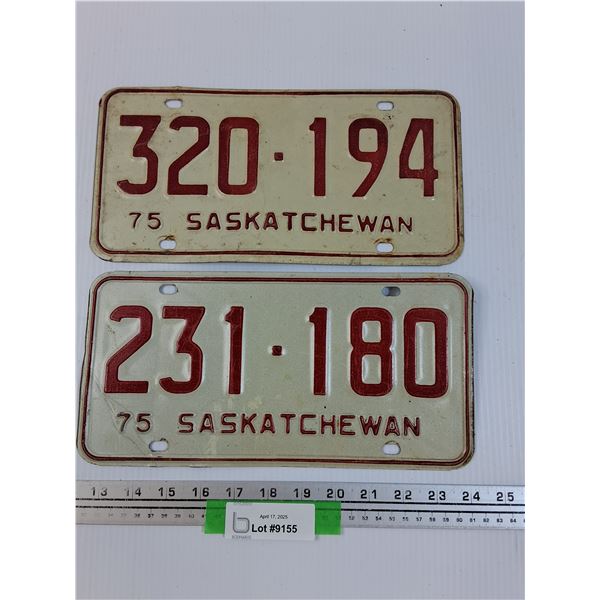 320·194
75 SASKATCHEWAN
231·180
75 SASKATCHEWAN
13 14 15 16 17 18 19 20 21 22 23 24 25
April 17, 2025
b Lot #9155